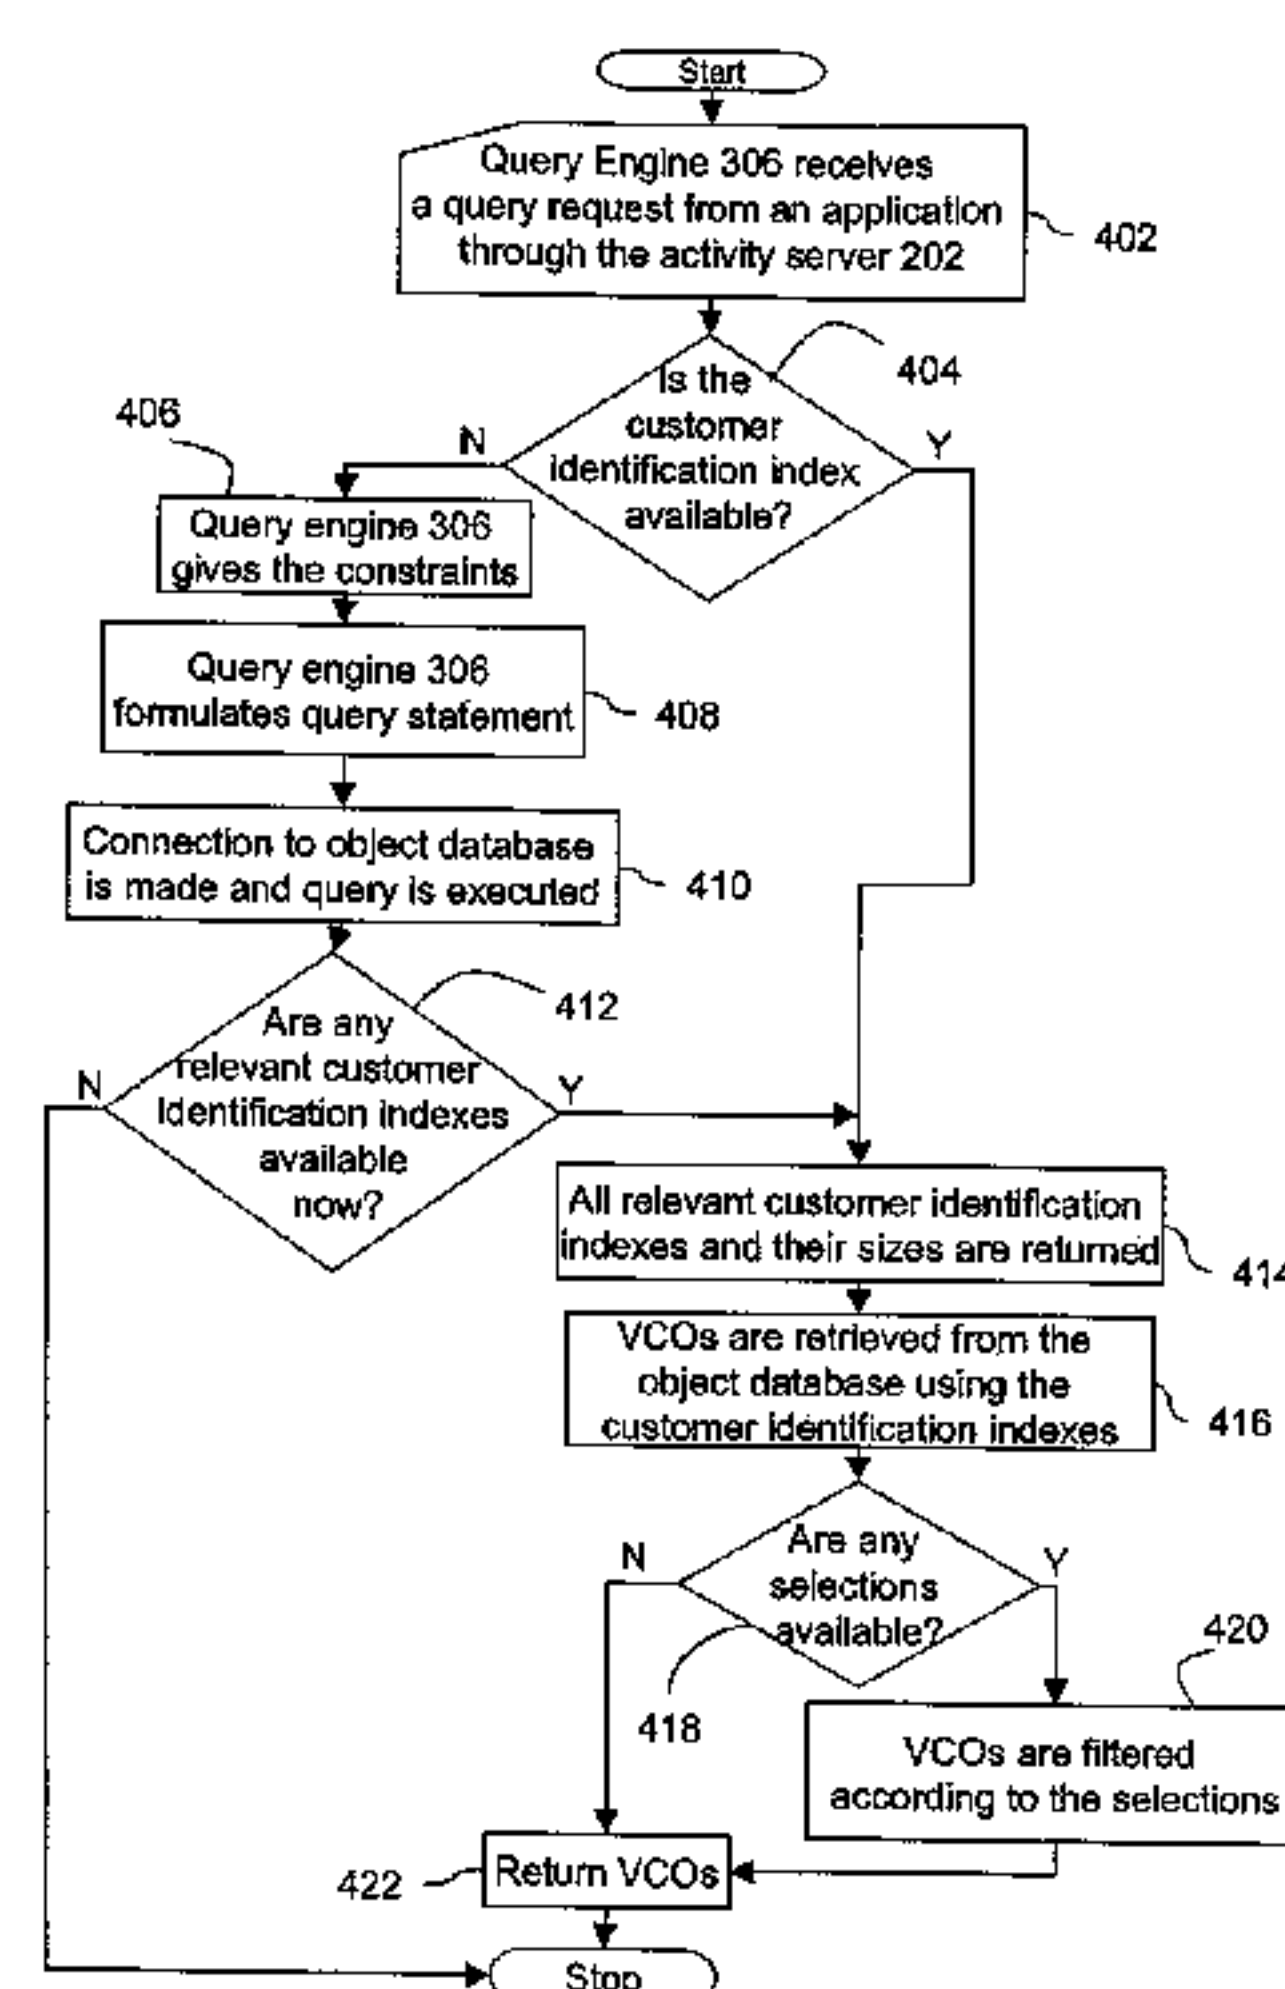 Start
Query Engine 306 receives
a query request from an application
through the activity server 202
402
404
Is the
customer
identification index
available?
N
Y
406
Query engine 306
gives the constraints
Query engine 306
formulates query statement
408
Connection to object database
is made and query is executed
410
412
Are any
relevant customer
identification indexes
available
now?
N
Y
All relevant customer identification
indexes and their sizes are returned
414
VCOs are retrieved from the
object database using the
customer identification indexes
416
Are any
selections
available?
N
Y
418
420
VCOs are filtered
according to the selections
Return VCOs
422
Stop